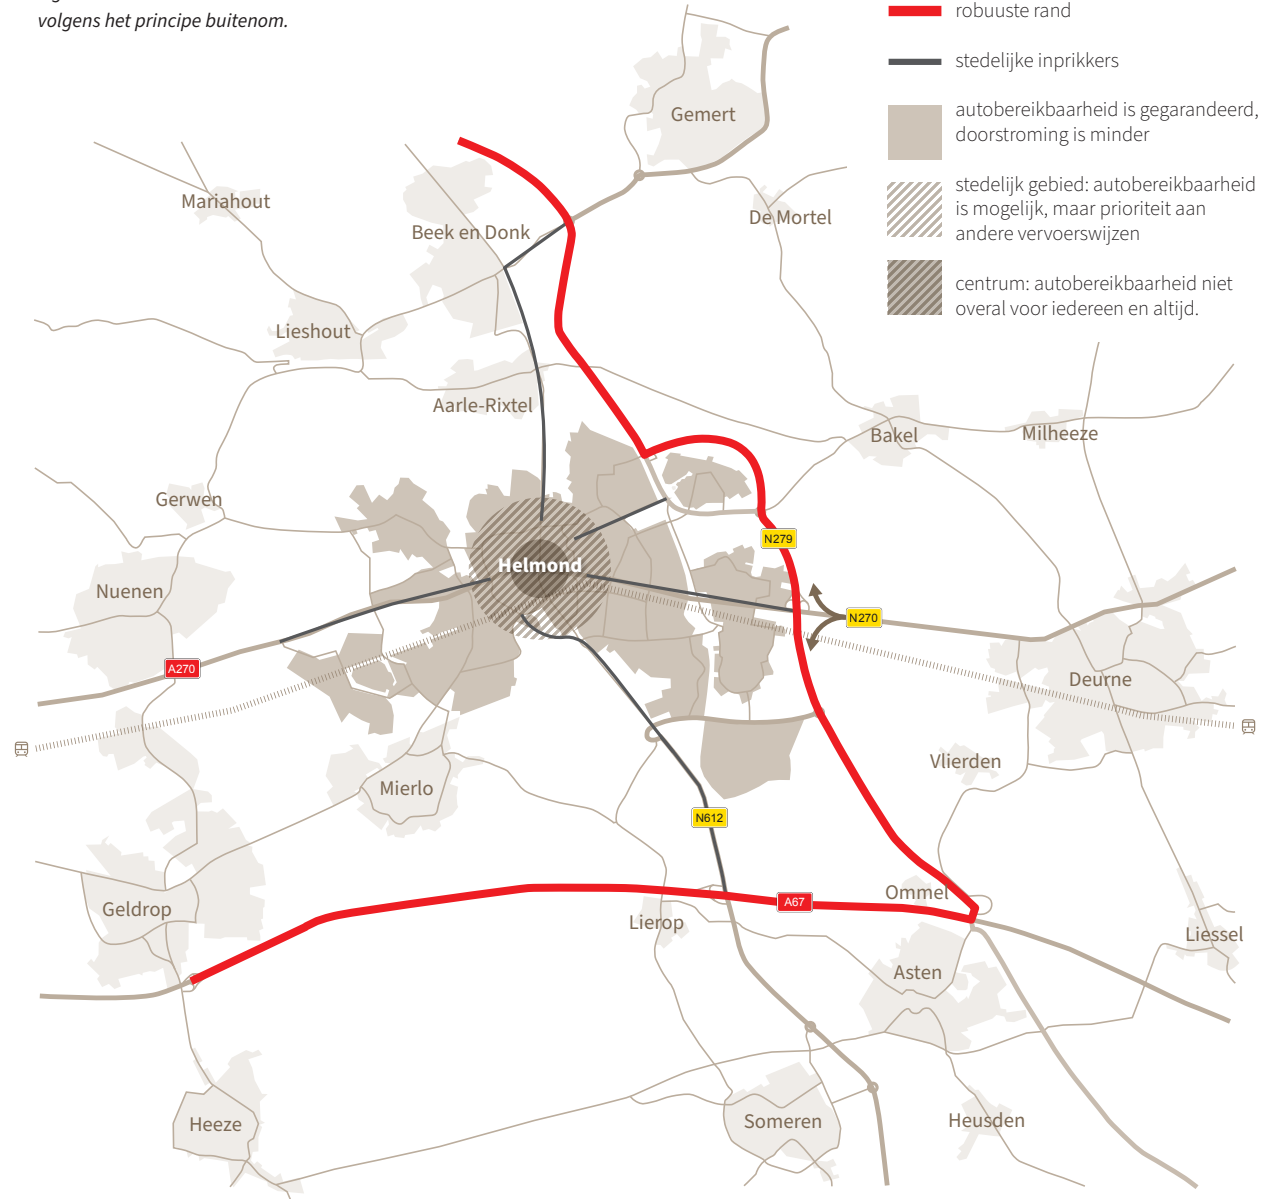 volgens het principe buitenom.
robuuste rand
stedelijke inprikkers
autobereikbaarheid is gegarandeerd,
doorstroming is minder
stedelijk gebied: autobereikbaarheid
is mogelijk, maar prioriteit aan
andere vervoerswijzen
centrum: autobereikbaarheid niet
overal voor iedereen en altijd.
Gemert
Mariahout
De Mortel
Beek en Donk
Lieshout
Aarle-Rixtel
Bakel
Milheeze
Gerwen
N279
Helmond
Nuenen
N270
A270
Deurne
Vlierden
Mierlo
N612
Ommel
A67
Geldrop
Lierop
Liessel
Asten
Heeze
Someren
Heusden